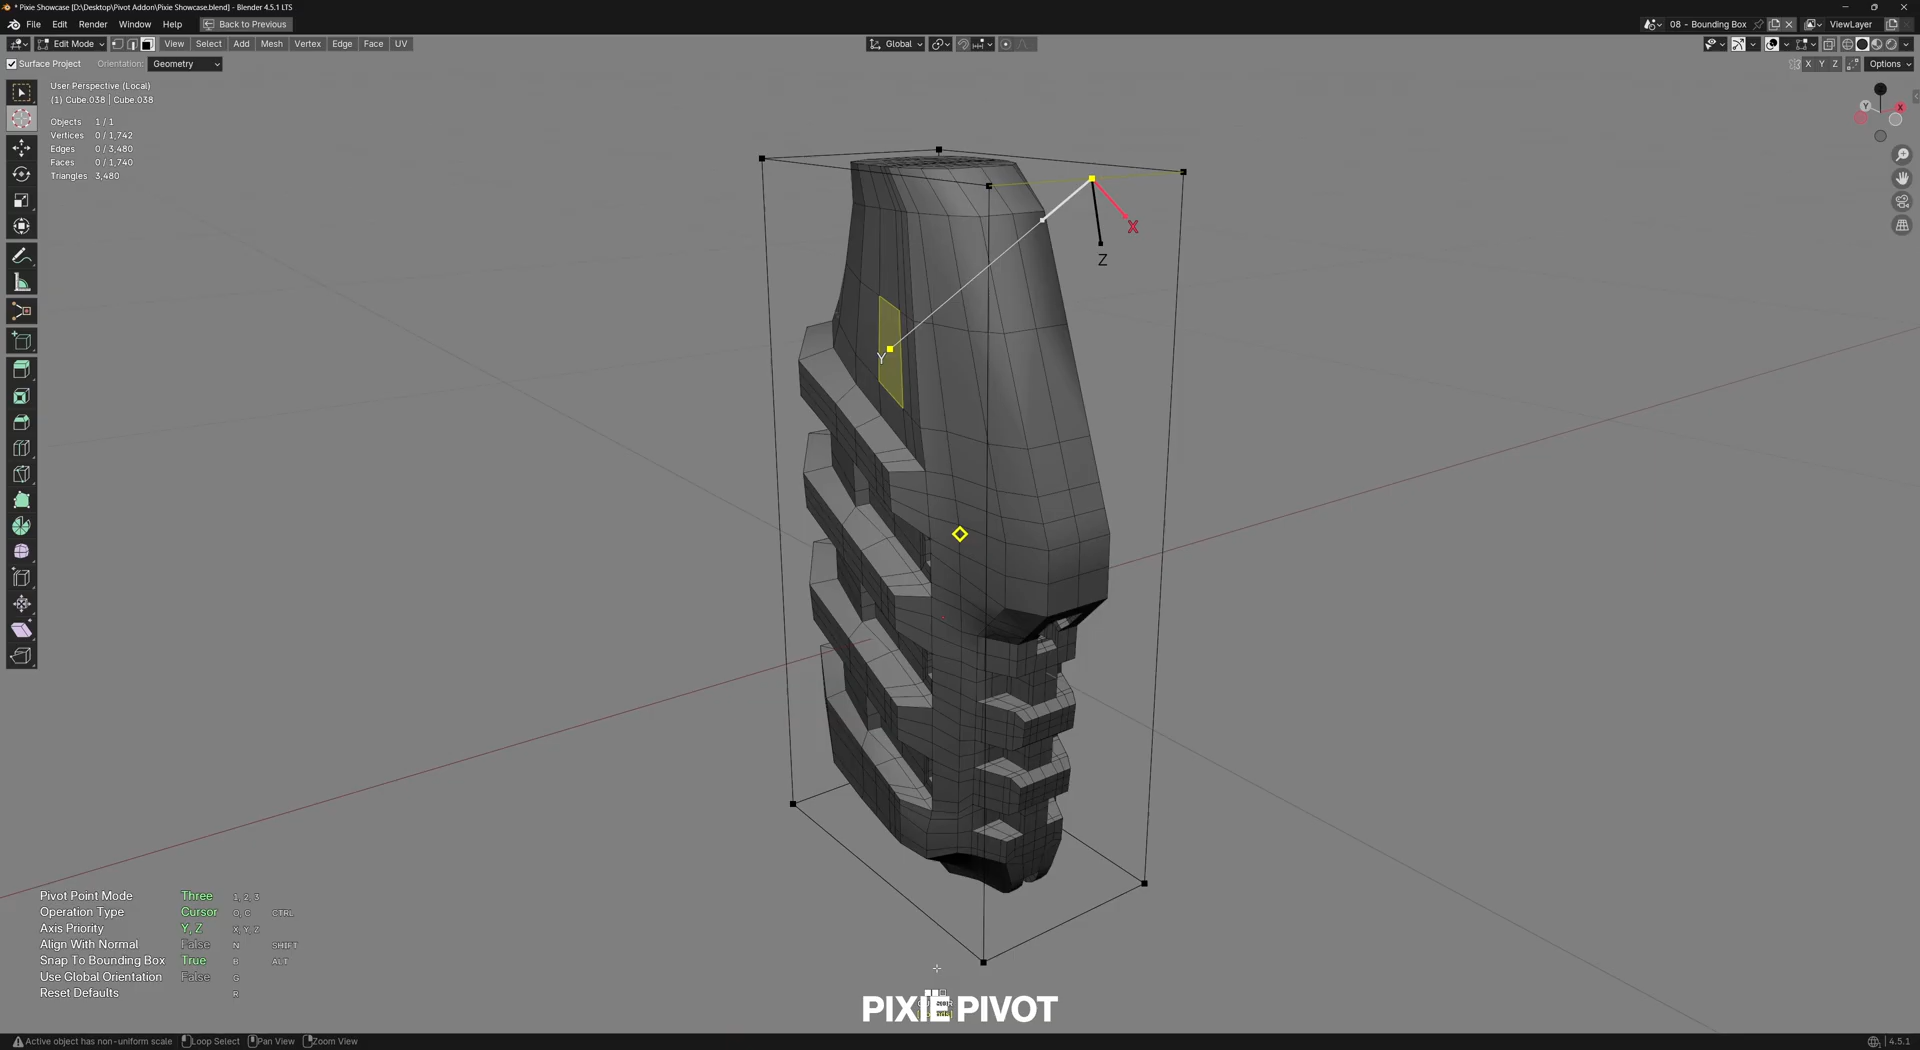 * Pixie Showcase [D:\Desktop\Pivot Addon\Pixie Showcase.blend] - Blender 4.5.1 LTS
File Edit Render Window Help Back to Previous 08 - Bounding Box ViewLayer
Edit Mode View Select Add Mesh Vertex Edge Face UV Global
Surface Project Orientation: Geometry X Y Z Options
User Perspective (Local)
(1) Cube.038 | Cube.038
Objects 1 / 1
Vertices 0 / 1,742
Edges 0 / 3,480
Faces 0 / 1,740
Triangles 3,480
Y X
X
Z
Y
Pivot Point Mode Three 1, 2, 3
Operation Type Cursor O, C CTRL
Axis Priority Y, Z X, Y, Z
Align With Normal False N SHIFT
Snap To Bounding Box True B ALT
Use Global Orientation False G
Reset Defaults R
PIXIE PIVOT
Active object has non-uniform scale Loop Select Pan View Zoom View 4.5.1